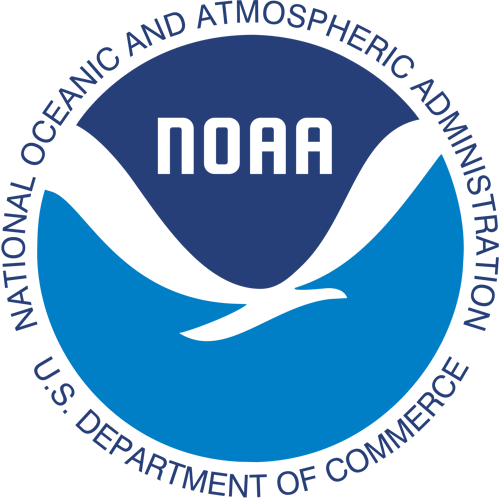 NATIONAL OCEANIC AND ATMOSPHERIC ADMINISTRATION
NOAA
U.S. DEPARTMENT OF COMMERCE